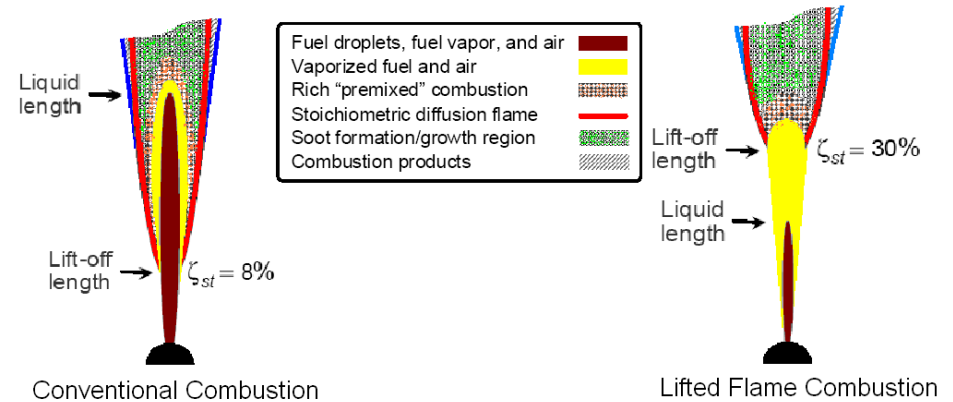 Liquid
length
Lift-off
length
ζst = 8%
Conventional Combustion
Fuel droplets, fuel vapor, and air
Vaporized fuel and air
Rich “premixed” combustion
Stoichiometric diffusion flame
Soot formation/growth region
Combustion products
Lift-off
length
ζst = 30%
Liquid
length
Lifted Flame Combustion